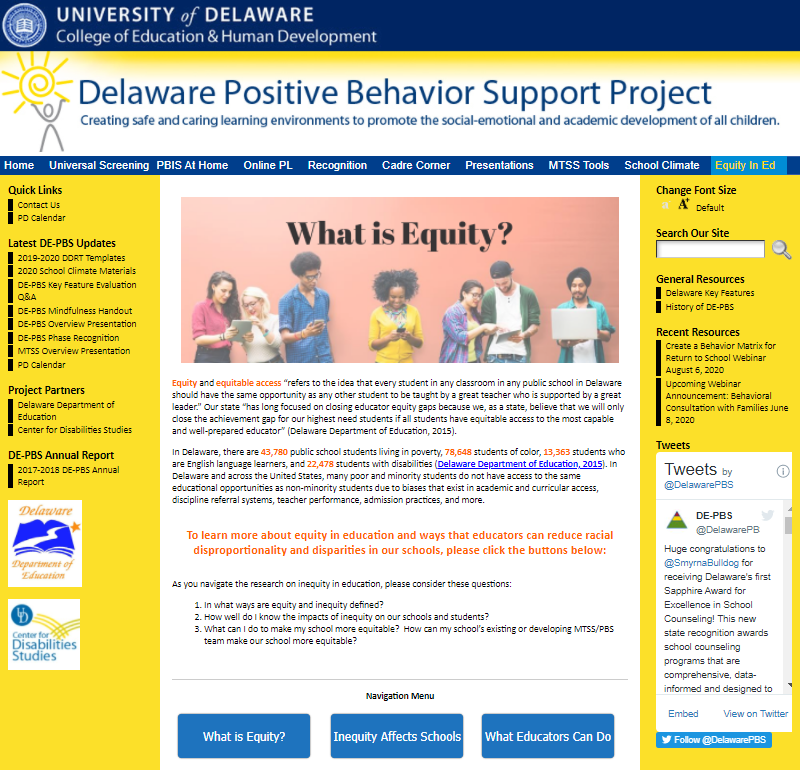 UNIVERSITY of DELAWARE
College of Education & Human Development
Delaware Positive Behavior Support Project
Creating safe and caring learning environments to promote the social-emotional and academic development of all children.
Home Universal Screening PBIS At Home Online PL Recognition Cadre Corner Presentations MTSS Tools School Climate Equity In Ed
Quick Links
Contact Us
PD Calendar
Latest DE-PBS Updates
2019-2020 DDRT Templates
2020 School Climate Materials
DE-PBS Key Feature Evaluation
Q&A
DE-PBS Mindfulness Handout
DE-PBS Overview Presentation
DE-PBS Phase Recognition
MTSS Overview Presentation
PD Calendar
Project Partners
Delaware Department of
Education
Center for Disabilities Studies
DE-PBS Annual Report
2017-2018 DE-PBS Annual
Report
Delaware
Department of
Education
UD
Center for
Disabilities
Studies
What is Equity?
Equity and equitable access “refers to the idea that every student in any classroom in any public school in Delaware
should have the same opportunity as any other student to be taught by a great teacher who is supported by a great
leader.” Our state “has long focused on closing educator equity gaps because we, as a state, believe that we will only
close the achievement gap for our highest need students if all students have equitable access to the most capable
and well-prepared educator” (Delaware Department of Education, 2015).
In Delaware, there are 43,780 public school students living in poverty, 78,648 students of color, 13,363 students who
are English language learners, and 22,478 students with disabilities (Delaware Department of Education, 2015). In
Delaware and across the United States, many poor and minority students do not have access to the same
educational opportunities as non-minority students due to biases that exist in academic and curricular access,
discipline referral systems, teacher performance, admission practices, and more.
To learn more about equity in education and ways that educators can reduce racial
disproportionality and disparities in our schools, please click the buttons below:
As you navigate the research on inequity in education, please consider these questions:
1. In what ways are equity and inequity defined?
2. How well do I know the impacts of inequity on our schools and students?
3. What can I do to make my school more equitable? How can my school's existing or developing MTSS/PBS
team make our school more equitable?
Navigation Menu
What is Equity?
Inequity Affects Schools
What Educators Can Do
Change Font Size
a A+ Default
Search Our Site
General Resources
Delaware Key Features
History of DE-PBS
Recent Resources
Create a Behavior Matrix for
Return to School Webinar
August 6, 2020
Upcoming Webinar
Announcement: Behavioral
Consultation with Families June
8, 2020
Tweets
Tweets by
@DelawarePBS
DE-PBS
@DelawarePB
Huge congratulations to
@SmyrnaBulldog for
receiving Delaware's first
Sapphire Award for
Excellence in School
Counseling! This new
state recognition awards
school counseling
programs that are
comprehensive, data-
informed and designed to
Embed View on Twitter
Follow @DelawarePBS